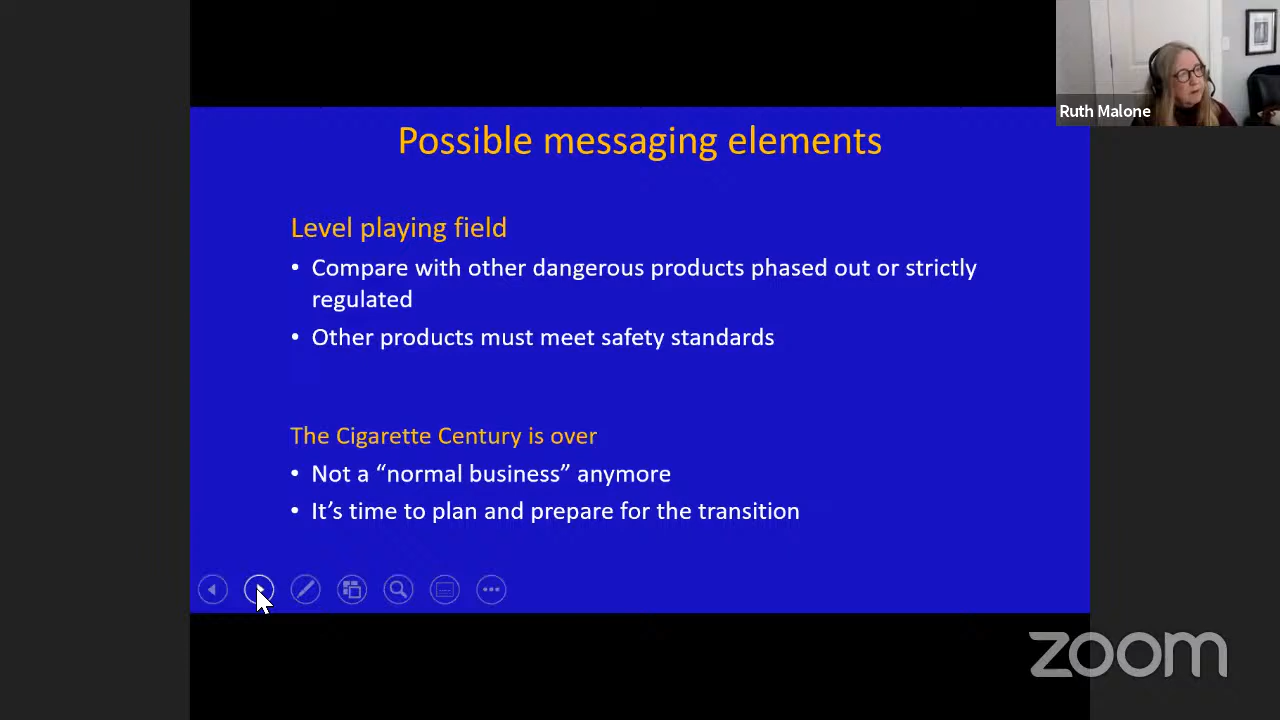 Ruth Malone
Possible messaging elements
Level playing field
• Compare with other dangerous products phased out or strictly
regulated
• Other products must meet safety standards
The Cigarette Century is over
• Not a “normal business” anymore
• It’s time to plan and prepare for the transition
zoom